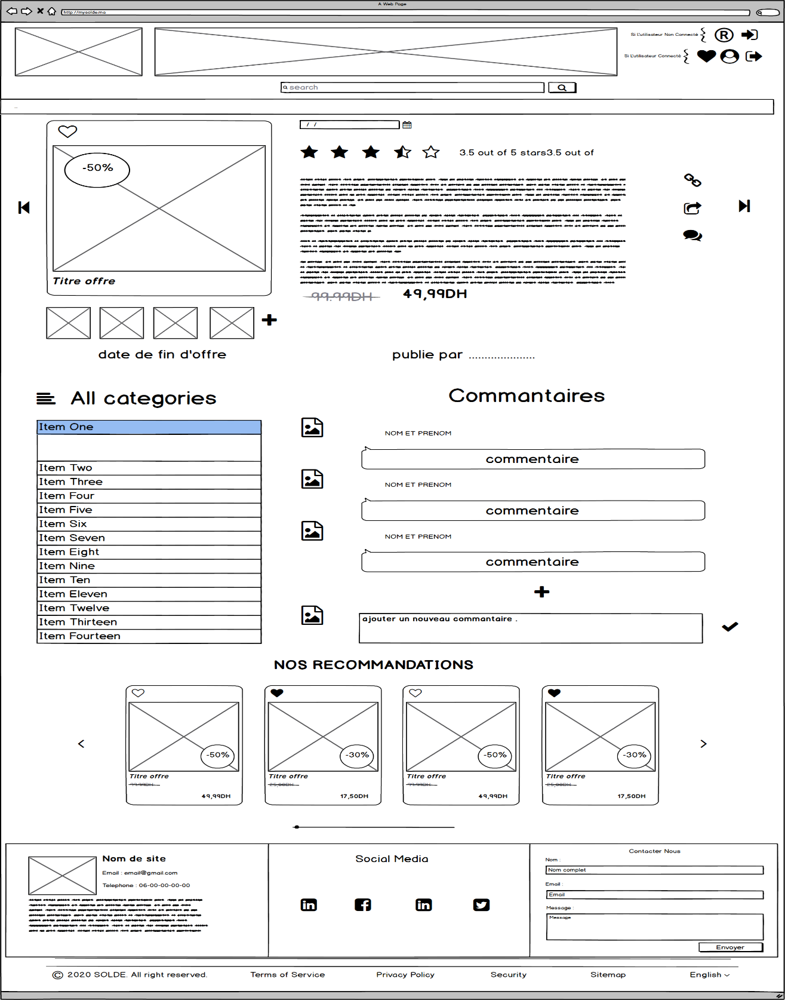 A Web Page
http://mysolde.ma
Si L'utilisateur Non Connecté
Si L'utilisateur Connecté
search
...
/ /
-50%
3.5 out of 5 stars3.5 out of
Titre offre
99.99DH 49,99DH
date de fin d'offre
publie par .....................
All categories
Item One
Item Two
Item Three
Item Four
Item Five
Item Six
Item Seven
Item Eight
Item Nine
Item Ten
Item Eleven
Item Twelve
Item Thirteen
Item Fourteen
Commantaires
NOM ET PRENOM
commentaire
NOM ET PRENOM
commentaire
NOM ET PRENOM
commentaire
ajouter un nouveau commantaire .
NOS RECOMMANDATIONS
<
-50%
Titre offre
99.99DH
49,99DH
-30%
Titre offre
25,00DH
17,50DH
-50%
Titre offre
99.99DH
49,99DH
-30%
Titre offre
25,00DH
17,50DH
>
Nom de site
Email : email@gmail.com
Telephone : 06-00-00-00-00
Social Media
Contacter Nous
Nom :
Nom complet
Email :
Email
Message :
Message
Envoyer
© 2020 SOLDE. All right reserved. Terms of Service Privacy Policy Security Sitemap English